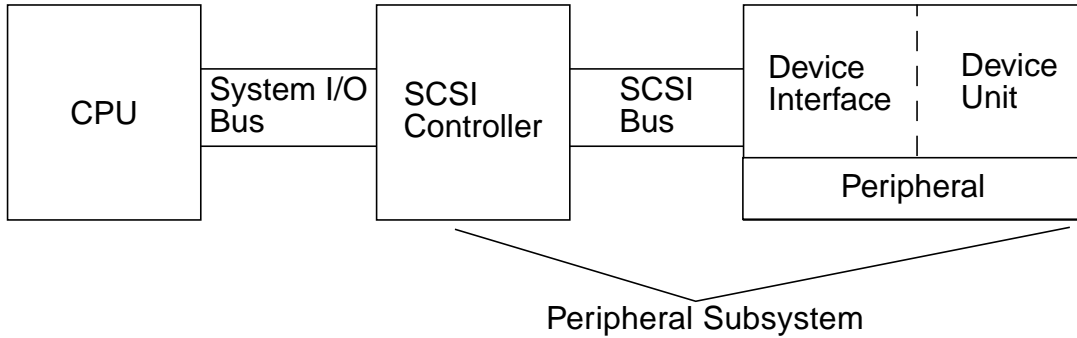 CPU
System I/O
Bus
SCSI
Controller
SCSI
Bus
Device
Interface
Device
Unit
Peripheral
Peripheral Subsystem